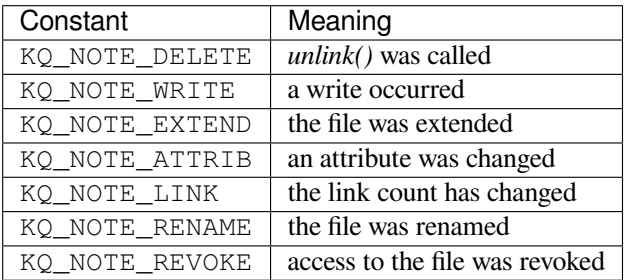 Constant Meaning
KQ_NOTE_DELETE unlink() was called
KQ_NOTE_WRITE a write occurred
KQ_NOTE_EXTEND the file was extended
KQ_NOTE_ATTRIB an attribute was changed
KQ_NOTE_LINK the link count has changed
KQ_NOTE_RENAME the file was renamed
KQ_NOTE_REVOKE access to the file was revoked